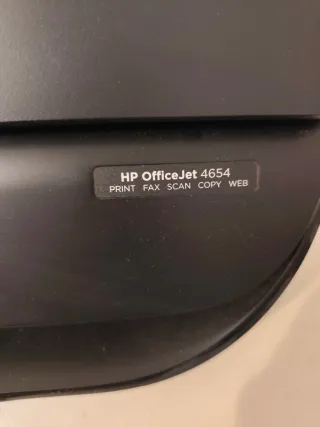 HP OfficeJet 4654
PRINT FAX SCAN COPY WEB